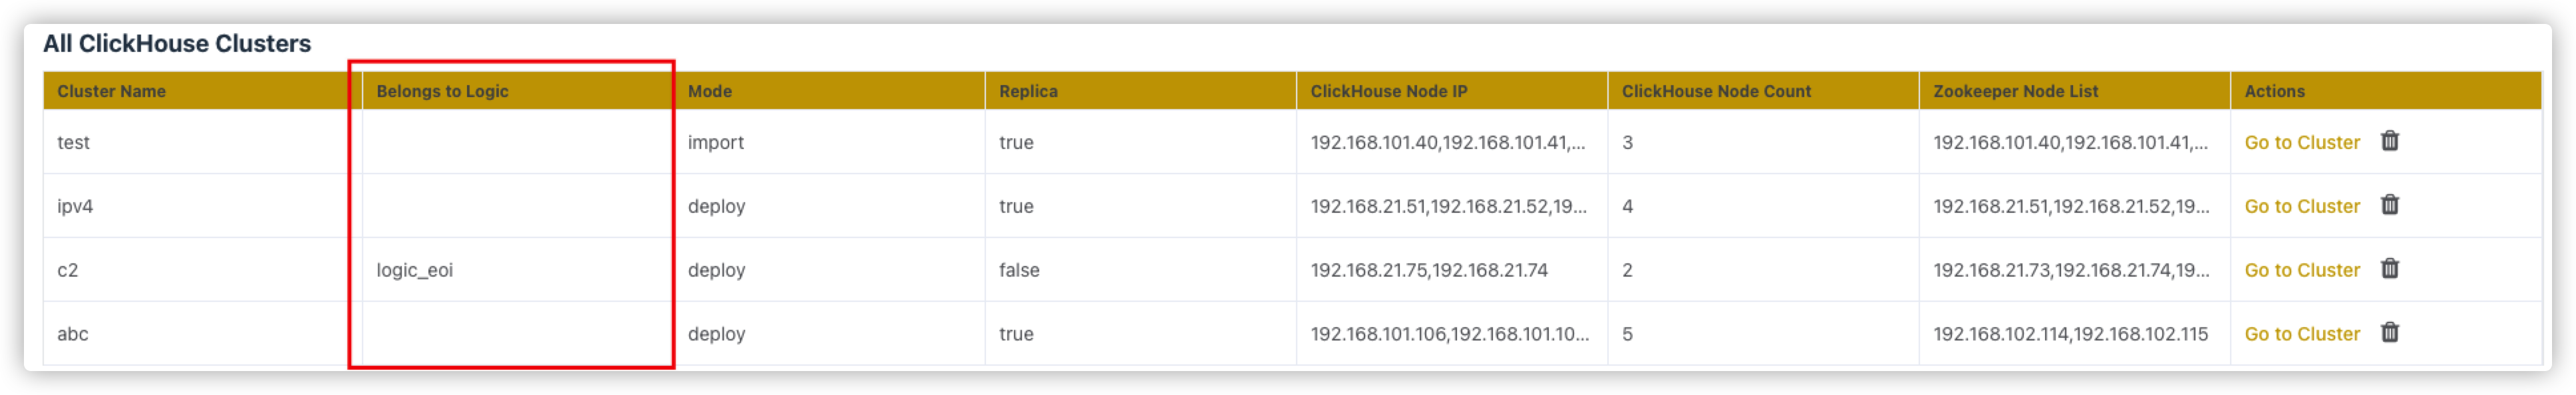 All ClickHouse Clusters
Cluster Name Belongs to Logic Mode Replica ClickHouse Node IP ClickHouse Node Count Zookeeper Node List Actions
test import true 192.168.101.40,192.168.101.41,... 3 192.168.101.40,192.168.101.41,... Go to Cluster
ipv4 deploy true 192.168.21.51,192.168.21.52,19... 4 192.168.21.51,192.168.21.52,19... Go to Cluster
c2 logic_eoi deploy false 192.168.21.75,192.168.21.74 2 192.168.21.73,192.168.21.74,19... Go to Cluster
abc deploy true 192.168.101.106,192.168.101.10... 5 192.168.102.114,192.168.102.115 Go to Cluster